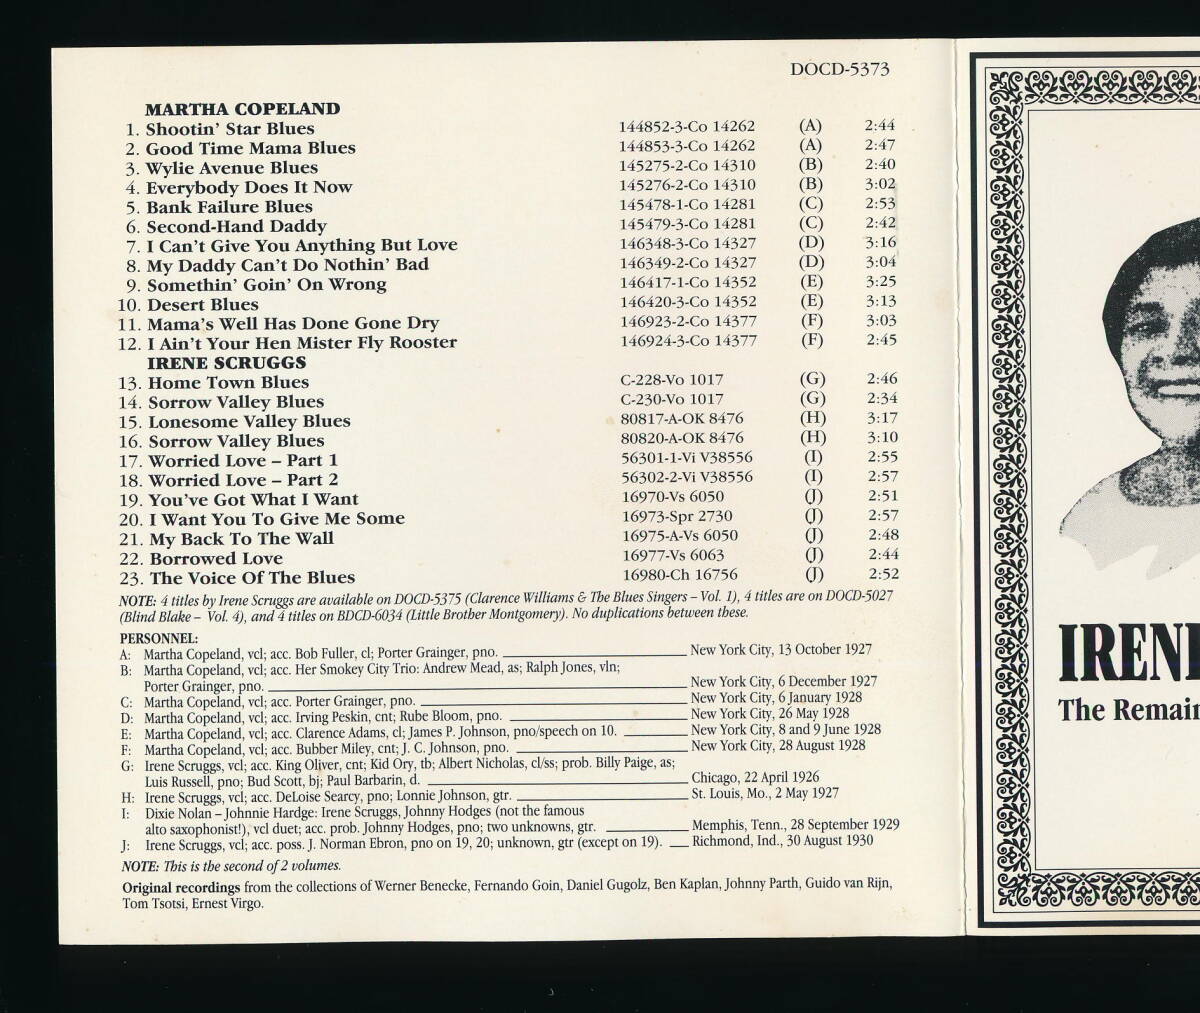 DOCD-5373
MARTHA COPELAND
1. Shootin' Star Blues 144852-3-Co 14262 (A) 2:44
2. Good Time Mama Blues 144853-3-Co 14262 (A) 2:47
3. Wylie Avenue Blues 145275-2-Co 14310 (B) 2:40
4. Everybody Does It Now 145276-2-Co 14310 (B) 3:02
5. Bank Failure Blues 145478-1-Co 14281 (C) 2:53
6. Second-Hand Daddy 145479-3-Co 14281 (C) 2:42
7. I Can't Give You Anything But Love 146348-3-Co 14327 (D) 3:16
8. My Daddy Can't Do Nothin' Bad 146349-2-Co 14327 (D) 3:04
9. Somethin' Goin' On Wrong 146417-1-Co 14352 (E) 3:25
10. Desert Blues 146420-3-Co 14352 (E) 3:13
11. Mama's Well Has Done Gone Dry 146923-2-Co 14377 (F) 3:03
12. I Ain't Your Hen Mister Fly Rooster 146924-3-Co 14377 (F) 2:45
IRENE SCRUGGS
13. Home Town Blues C-228-Vo 1017 (G) 2:46
14. Sorrow Valley Blues C-230-Vo 1017 (G) 2:34
15. Lonesome Valley Blues 80817-A-OK 8476 (H) 3:17
16. Sorrow Valley Blues 80820-A-OK 8476 (H) 3:10
17. Worried Love – Part 1 56301-1-Vi V38556 (I) 2:55
18. Worried Love – Part 2 56302-2-Vi V38556 (I) 2:57
19. You've Got What I Want 16970-Vs 6050 (J) 2:51
20. I Want You To Give Me Some 16973-Spr 2730 (J) 2:57
21. My Back To The Wall 16975-A-Vs 6050 (J) 2:48
22. Borrowed Love 16977-Vs 6063 (J) 2:44
23. The Voice Of The Blues 16980-Ch 16756 (J) 2:52
NOTE: 4 titles by Irene Scruggs are available on DOCD-5375 (Clarence Williams & The Blues Singers – Vol. 1), 4 titles are on DOCD-5027
(Blind Blake – Vol. 4), and 4 titles on BDCD-6034 (Little Brother Montgomery). No duplications between these.
PERSONNEL:
A: Martha Copeland, vcl; acc. Bob Fuller, cl; Porter Grainger, pno. New York City, 13 October 1927
B: Martha Copeland, vcl; acc. Her Smokey City Trio: Andrew Mead, as; Ralph Jones, vln;
Porter Grainger, pno. New York City, 6 December 1927
C: Martha Copeland, vcl; acc. Porter Grainger, pno. New York City, 6 January 1928
D: Martha Copeland, vcl; acc. Irving Peskin, cnt; Rube Bloom, pno. New York City, 26 May 1928
E: Martha Copeland, vcl; acc. Clarence Adams, cl; James P. Johnson, pno/speech on 10. New York City, 8 and 9 June 1928
F: Martha Copeland, vcl; acc. Bubber Miley, cnt; J. C. Johnson, pno. New York City, 28 August 1928
G: Irene Scruggs, vcl; acc. King Oliver, cnt; Kid Ory, tb; Albert Nicholas, cl/ss; prob. Billy Paige, as;
Luis Russell, pno; Bud Scott, bj; Paul Barbarin, d. Chicago, 22 April 1926
H: Irene Scruggs, vcl; acc. DeLoise Searcy, pno; Lonnie Johnson, gtr. St. Louis, Mo., 2 May 1927
I: Dixie Nolan – Johnnie Hardge: Irene Scruggs, Johnny Hodges (not the famous
alto saxophonist!), vcl duet; acc. prob. Johnny Hodges, pno; two unknowns, gtr. Memphis, Tenn., 28 September 1929
J: Irene Scruggs, vcl; acc. poss. J. Norman Ebron, pno on 19, 20; unknown, gtr (except on 19). Richmond, Ind., 30 August 1930
NOTE: This is the second of 2 volumes.
Original recordings from the collections of Werner Benecke, Fernando Goin, Daniel Gugolz, Ben Kaplan, Johnny Parth, Guido van Rijn,
Tom Tsotsi, Ernest Virgo.
IRENE
The Remain